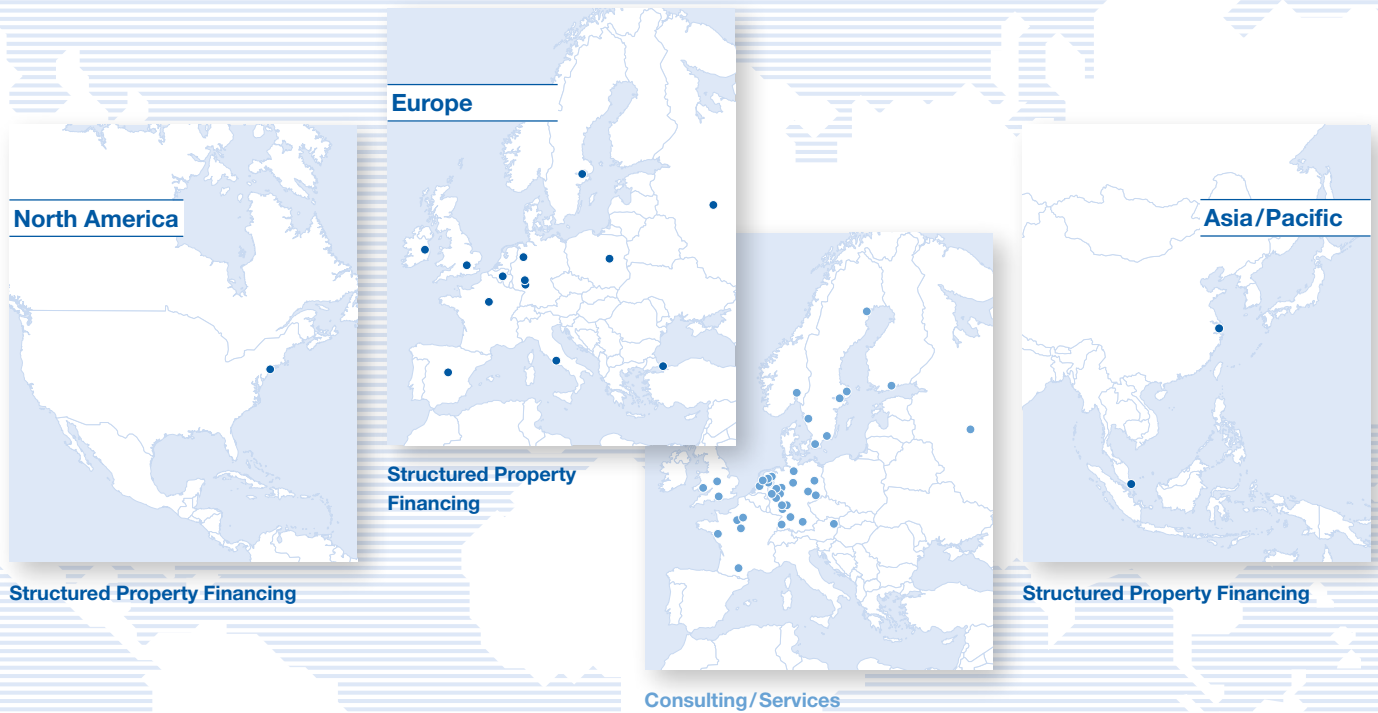 Europe
North America
Asia/Pacific
Structured Property
Financing
Structured Property Financing
Structured Property Financing
Consulting/Services